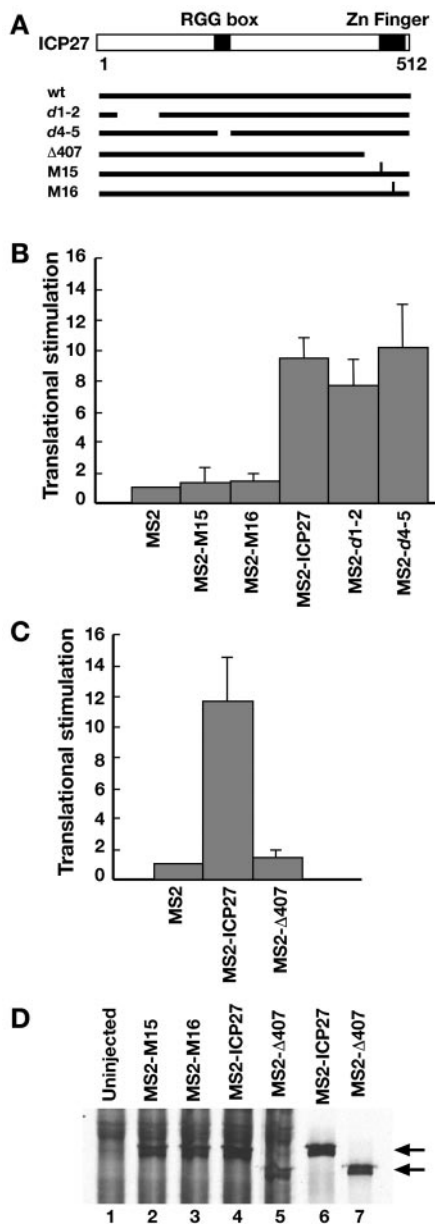 A
RGG box Zn Finger
ICP27
1 512
wt
d1-2
d4-5
Δ407
M15
M16
B
Translational stimulation
16
14
12
10
8
6
4
2
0
MS2
MS2-M15
MS2-M16
MS2-ICP27
MS2-d1-2
MS2-d4-5
C
Translational stimulation
16
14
12
10
8
6
4
2
0
MS2
MS2-ICP27
MS2-Δ407
D
Uninjected
MS2-M15
MS2-M16
MS2-ICP27
MS2-Δ407
MS2-ICP27
MS2-Δ407
1 2 3 4 5 6 7